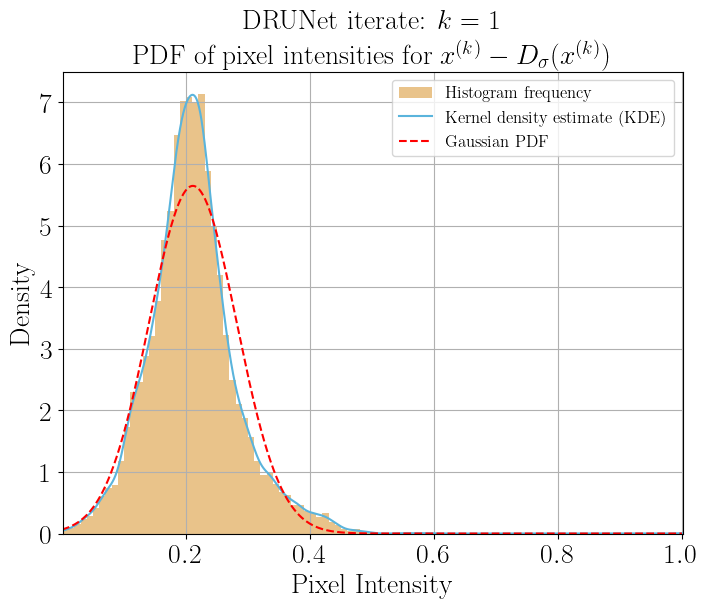 DRUNet iterate: k = 1
PDF of pixel intensities for x^(k) − D_σ(x^(k))
Histogram frequency
Kernel density estimate (KDE)
Gaussian PDF
Density
7
6
5
4
3
2
1
0
0.2 0.4 0.6 0.8 1.0
Pixel Intensity